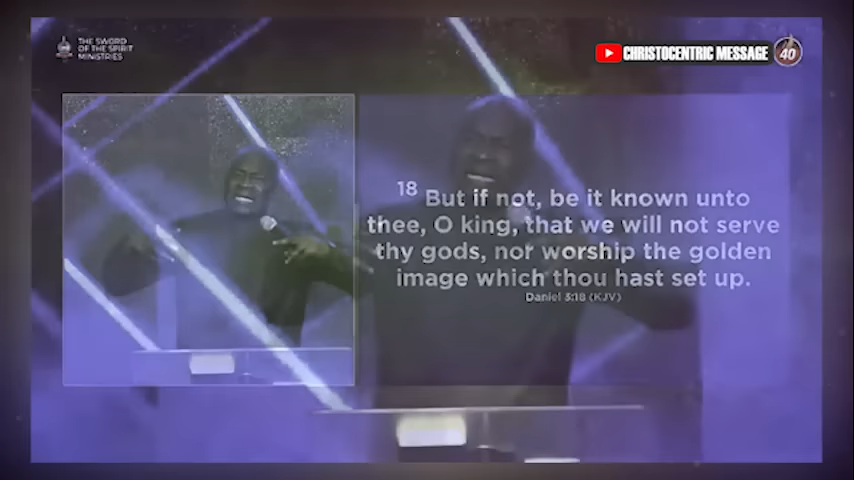 THE SWORD
OF THE SPIRIT
MINISTRIES
CHRISTOCENTRIC MESSAGE 40
18 But if not, be it known unto
thee, O king, that we will not serve
thy gods, nor worship the golden
image which thou hast set up.
Daniel 3:18 (KJV)